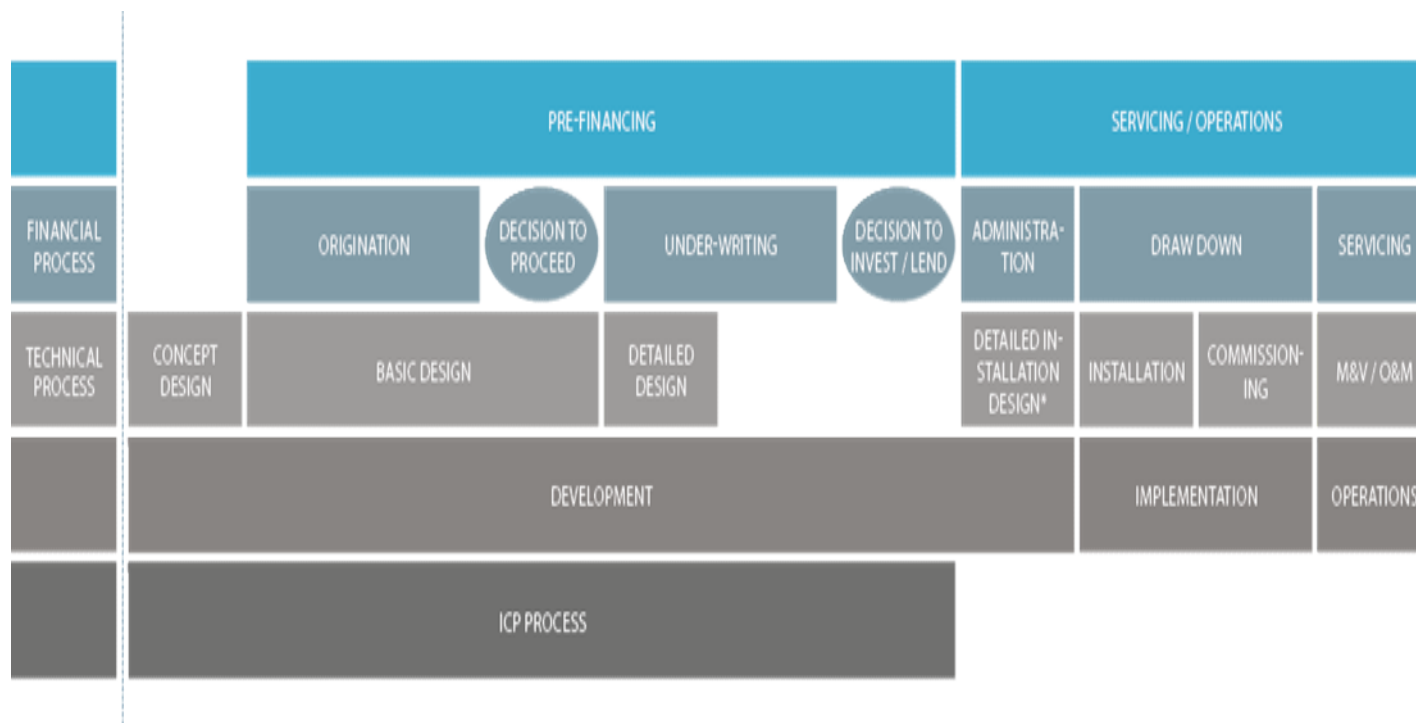 PRE-FINANCING
SERVICING / OPERATIONS
FINANCIAL
PROCESS
ORIGINATION
DECISION TO
PROCEED
UNDER-WRITING
DECISION TO
INVEST / LEND
ADMINISTRA-
TION
DRAW DOWN
SERVICING
TECHNICAL
PROCESS
CONCEPT
DESIGN
BASIC DESIGN
DETAILED
DESIGN
DETAILED IN-
STALLATION
DESIGN*
INSTALLATION
COMMISSION-
ING
M&V / O&M
DEVELOPMENT
IMPLEMENTATION
OPERATIONS
ICP PROCESS